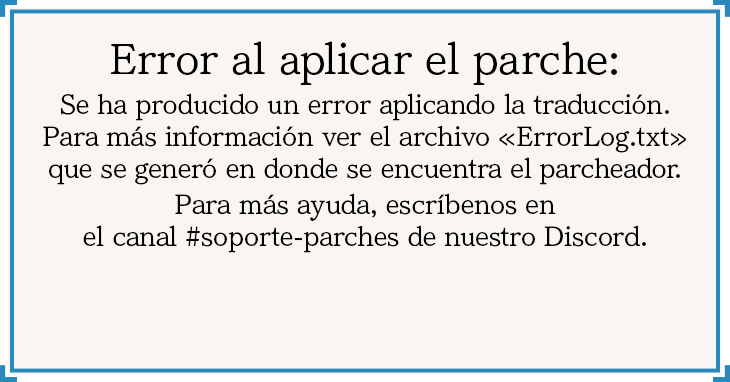 Error al aplicar el parche:
Se ha producido un error aplicando la traducción.
Para más información ver el archivo «ErrorLog.txt»
que se generó en donde se encuentra el parcheador.
Para más ayuda, escríbenos en
el canal #soporte-parches de nuestro Discord.